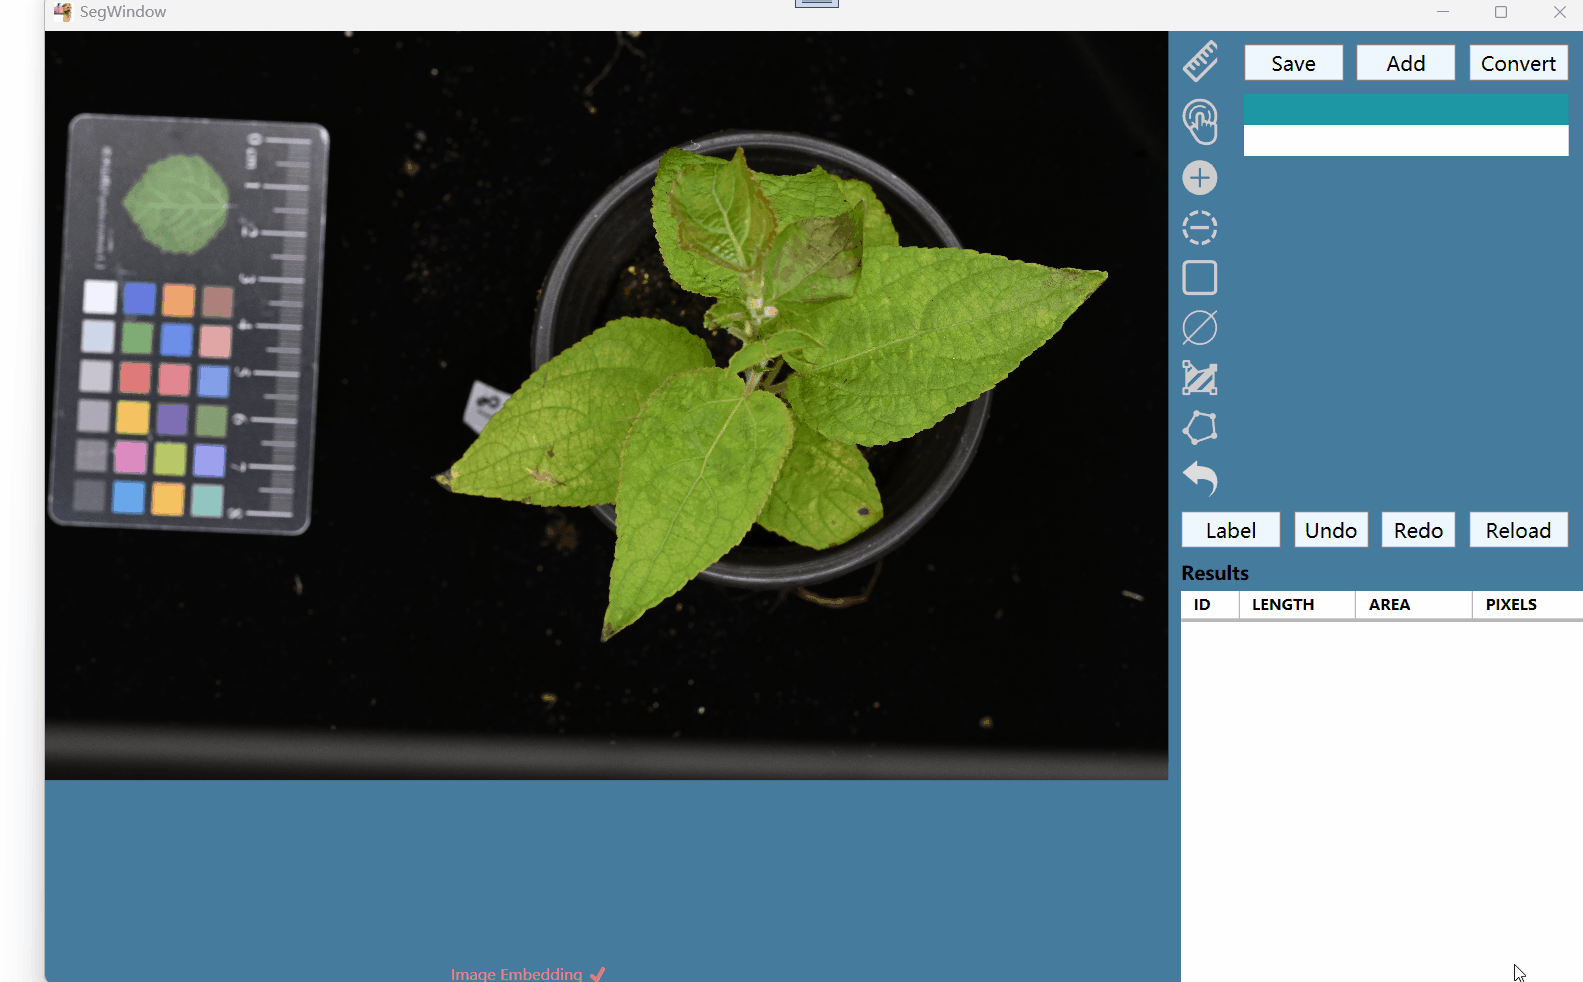 SegWindow
Save
Add
Convert
Label
Undo
Redo
Reload
Results
ID LENGTH AREA PIXELS
Image Embedding